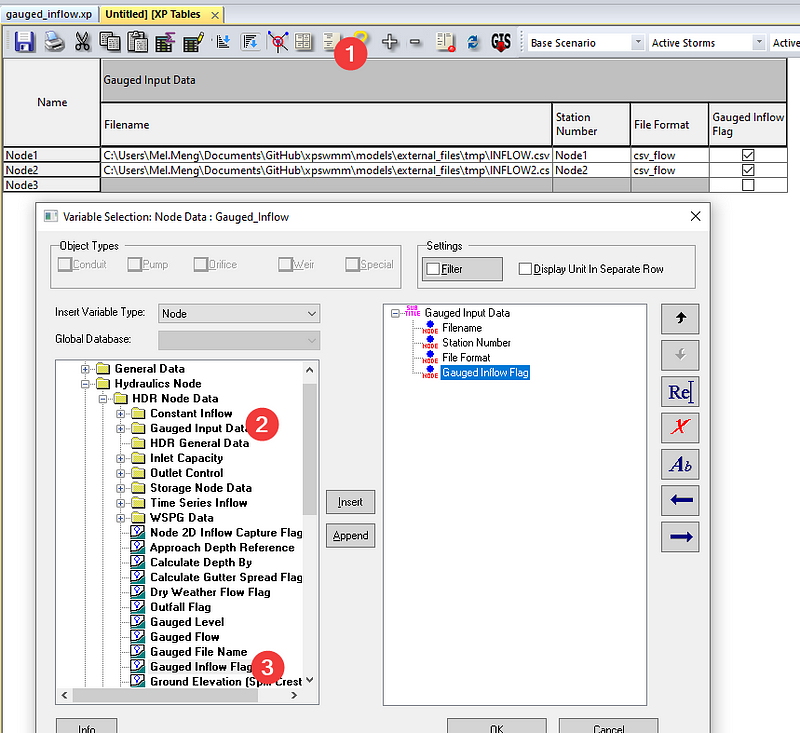 gauged_inflow.xp
Untitled] [XP Tables
1
GIS
Base Scenario
Active Storms
Active
Name
Gauged Input Data
Filename
Station Number
File Format
Gauged Inflow Flag
Node1 C:\Users\Mel.Meng\Documents\GitHub\xpswmm\models\external_files\tmp\INFLOW.csv Node1 csv_flow
Node2 C:\Users\Mel.Meng\Documents\GitHub\xpswmm\models\external_files\tmp\INFLOW2.cs Node2 csv_flow
Node3
Variable Selection: Node Data : Gauged_Inflow
Object Types
Conduit Pump Orifice Weir Special
Settings
Filter
Display Unit In Separate Row
Insert Variable Type: Node
Global Database:
General Data
Hydraulics Node
HDR Node Data
Constant Inflow
Gauged Input Data
2
HDR General Data
Inlet Capacity
Outlet Control
Storage Node Data
Time Series Inflow
WSPG Data
Node 2D Inflow Capture Flag
Approach Depth Reference
Calculate Depth By
Calculate Gutter Spread Flag
Dry Weather Flow Flag
Outfall Flag
Gauged Level
Gauged Flow
Gauged File Name
Gauged Inflow Flag
3
Ground Elevation (Spill Crest
Insert
Append
SUB TITLE Gauged Input Data
NODE Filename
NODE Station Number
NODE File Format
NODE Gauged Inflow Flag
Re
X
Ab
Info
OK
Cancel